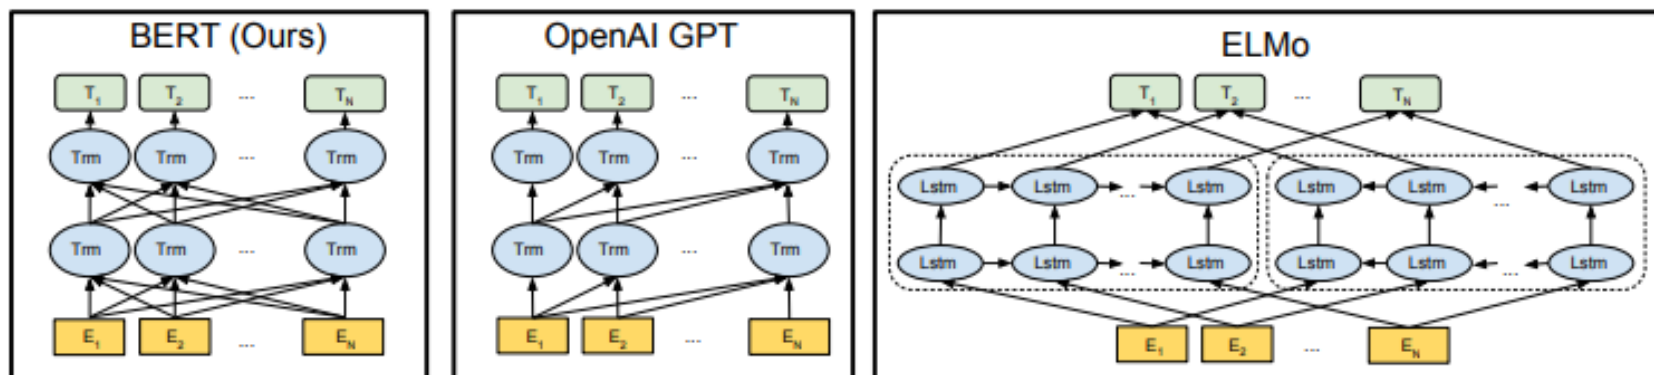 BERT (Ours)
T1 T2 ... TN
Trm Trm ... Trm
Trm Trm ... Trm
E1 E2 ... EN
OpenAI GPT
T1 T2 ... TN
Trm Trm ... Trm
Trm Trm ... Trm
E1 E2 ... EN
ELMo
T1 T2 ... TN
Lstm Lstm ... Lstm Lstm Lstm ... Lstm
Lstm Lstm ... Lstm Lstm Lstm ... Lstm
E1 E2 ... EN